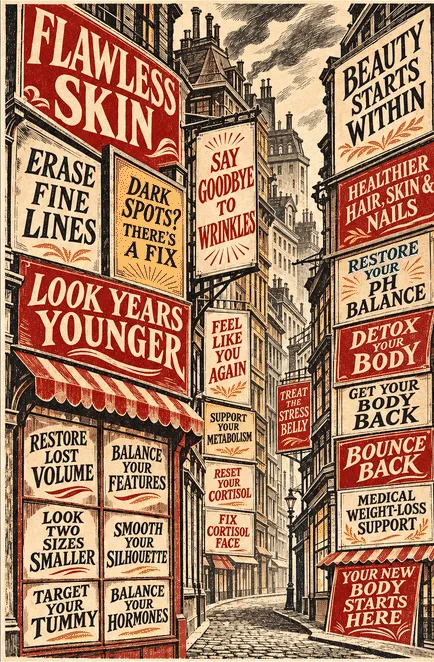 FLAWLESS
SKIN
ERASE
FINE
LINES
DARK
SPOTS?
THERE'S
A FIX
SAY
GOODBYE
TO
WRINKLES
LOOK YEARS
YOUNGER
FEEL
LIKE
YOU
AGAIN
SUPPORT
YOUR
METABOLISM
RESET
YOUR
CORTISOL
FIX
CORTISOL
FACE
RESTORE
LOST
VOLUME
BALANCE
YOUR
FEATURES
LOOK
TWO
SIZES
SMALLER
SMOOTH
YOUR
SILHOUETTE
TARGET
YOUR
TUMMY
BALANCE
YOUR
HORMONES
TREAT
THE
STRESS
BELLY
BEAUTY
STARTS
WITHIN
HEALTHIER
HAIR, SKIN &
NAILS
RESTORE
YOUR
PH
BALANCE
DETOX
YOUR
BODY
GET YOUR
BODY
BACK
BOUNCE
BACK
MEDICAL
WEIGHT-LOSS
SUPPORT
YOUR NEW
BODY
STARTS
HERE